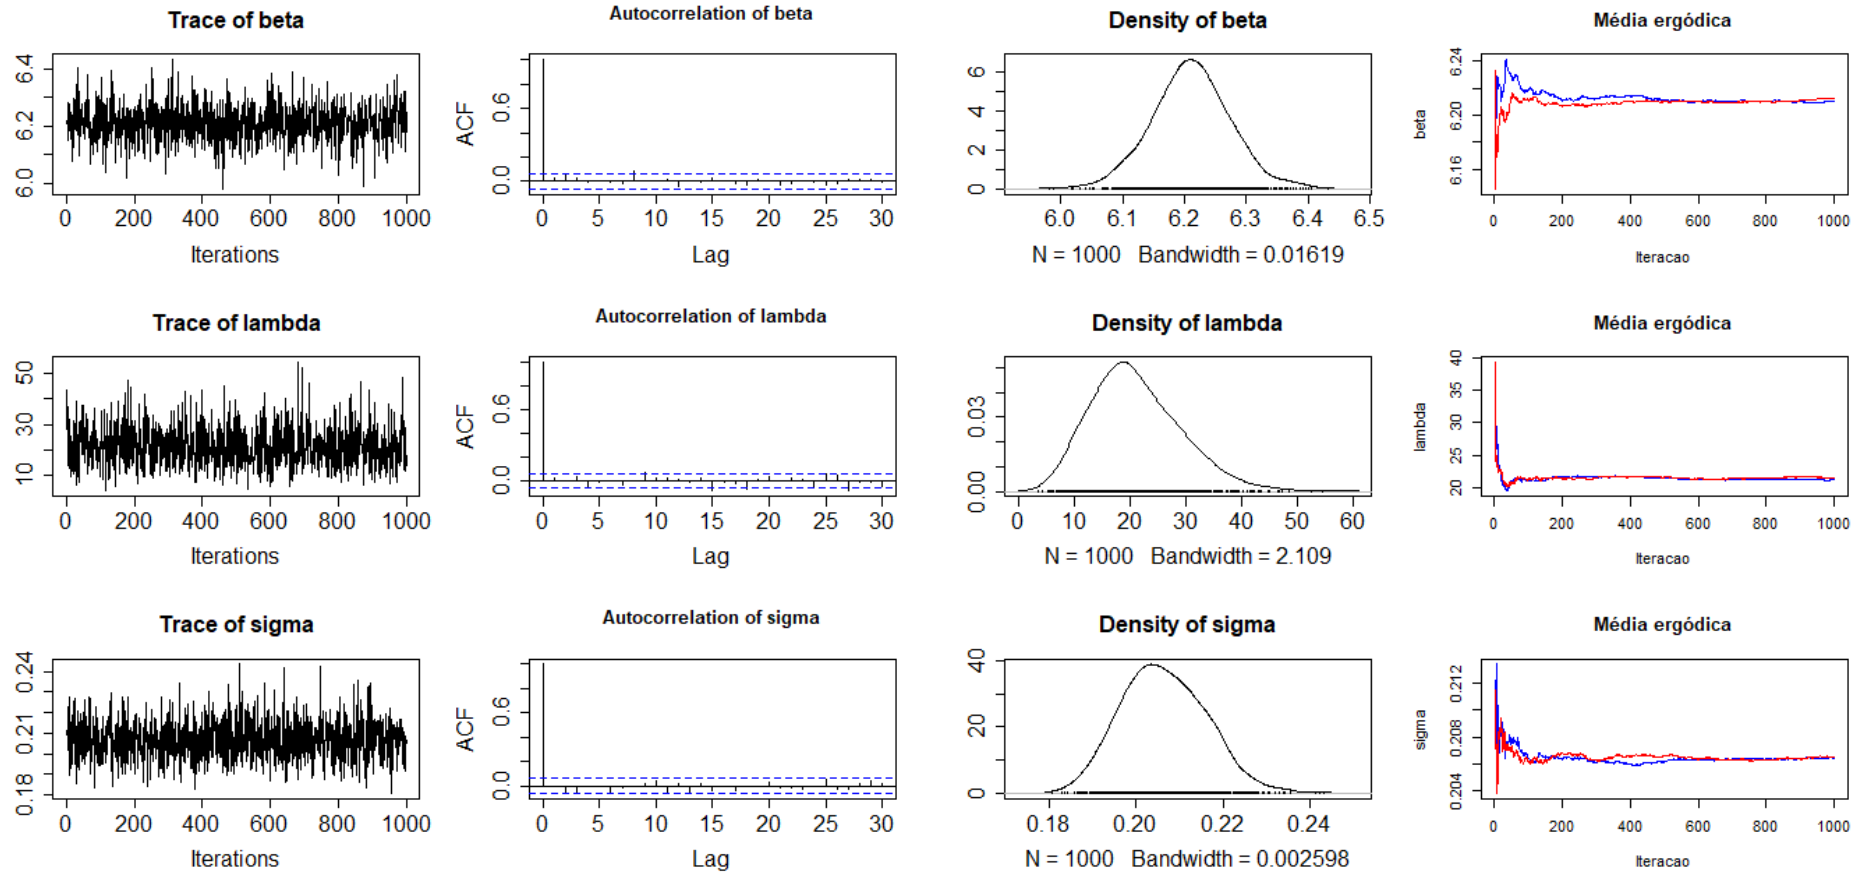 Trace of beta
6.0 6.2 6.4
0 200 400 600 800 1000
Iterations
Autocorrelation of beta
ACF
0.0 0.6
0 5 10 15 20 25 30
Lag
Density of beta
0 2 4 6
6.0 6.1 6.2 6.3 6.4 6.5
N = 1000 Bandwidth = 0.01619
Média ergódica
beta
6.16 6.20 6.24
0 200 400 600 800 1000
Iteracao
Trace of lambda
10 30 50
0 200 400 600 800 1000
Iterations
Autocorrelation of lambda
ACF
0.0 0.6
0 5 10 15 20 25 30
Lag
Density of lambda
0.00 0.03
0 10 20 30 40 50 60
N = 1000 Bandwidth = 2.109
Média ergódica
lambda
20 25 30 35 40
0 200 400 600 800 1000
Iteracao
Trace of sigma
0.18 0.21 0.24
0 200 400 600 800 1000
Iterations
Autocorrelation of sigma
ACF
0.0 0.6
0 5 10 15 20 25 30
Lag
Density of sigma
0 20 40
0.18 0.20 0.22 0.24
N = 1000 Bandwidth = 0.002598
Média ergódica
sigma
0.204 0.208 0.212
0 200 400 600 800 1000
Iteracao